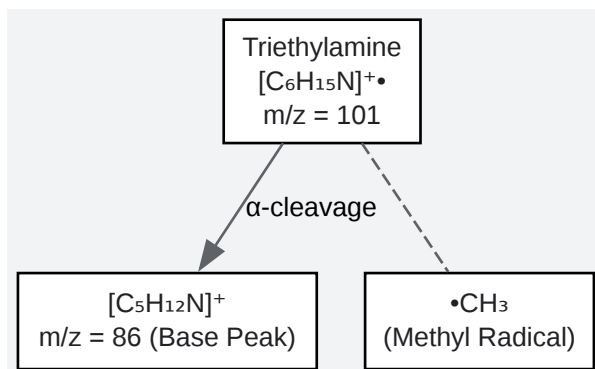 Triethylamine
[C₆H₁₅N]⁺•
m/z = 101
α-cleavage
[C₅H₁₂N]⁺
m/z = 86 (Base Peak)
•CH₃
(Methyl Radical)